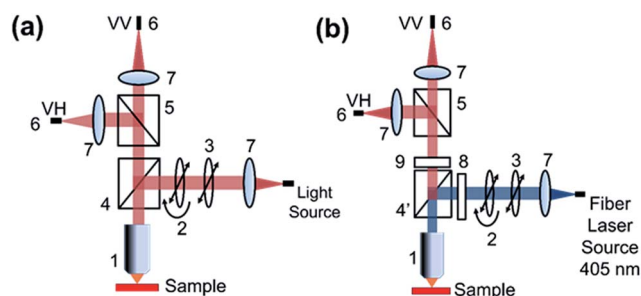 (a)
VV 6
7
VH
5
6
7
3
7
4
2
Light
Source
1
Sample
(b)
VV 6
7
VH
5
6
7
9
8
3
7
4'
2
Fiber
Laser
Source
405 nm
1
Sample